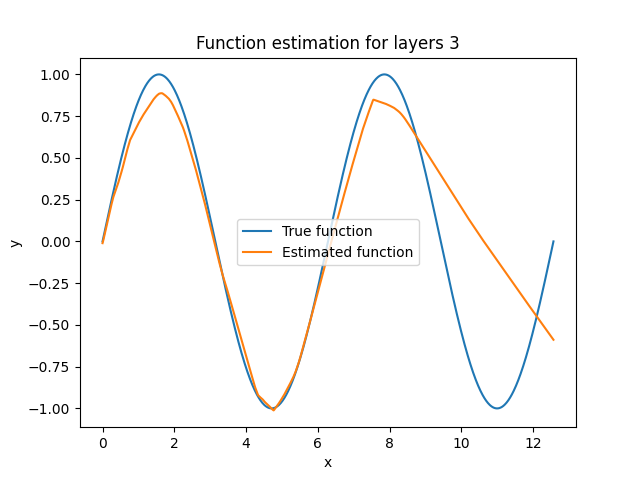 Function estimation for layers 3
1.00
0.75
0.50
0.25
0.00
−0.25
−0.50
−0.75
−1.00
y
True function
Estimated function
0 2 4 6 8 10 12
x